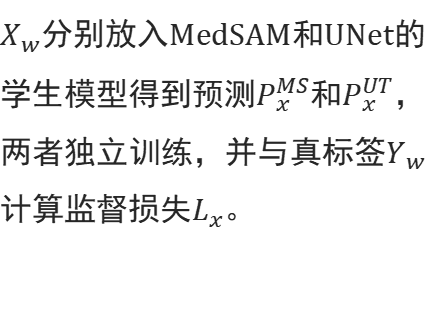 X_w分别放入MedSAM和UNet的
学生模型得到预测P_x^{MS}和P_x^{UT}，
两者独立训练，并与真标签Y_w
计算监督损失L_x。